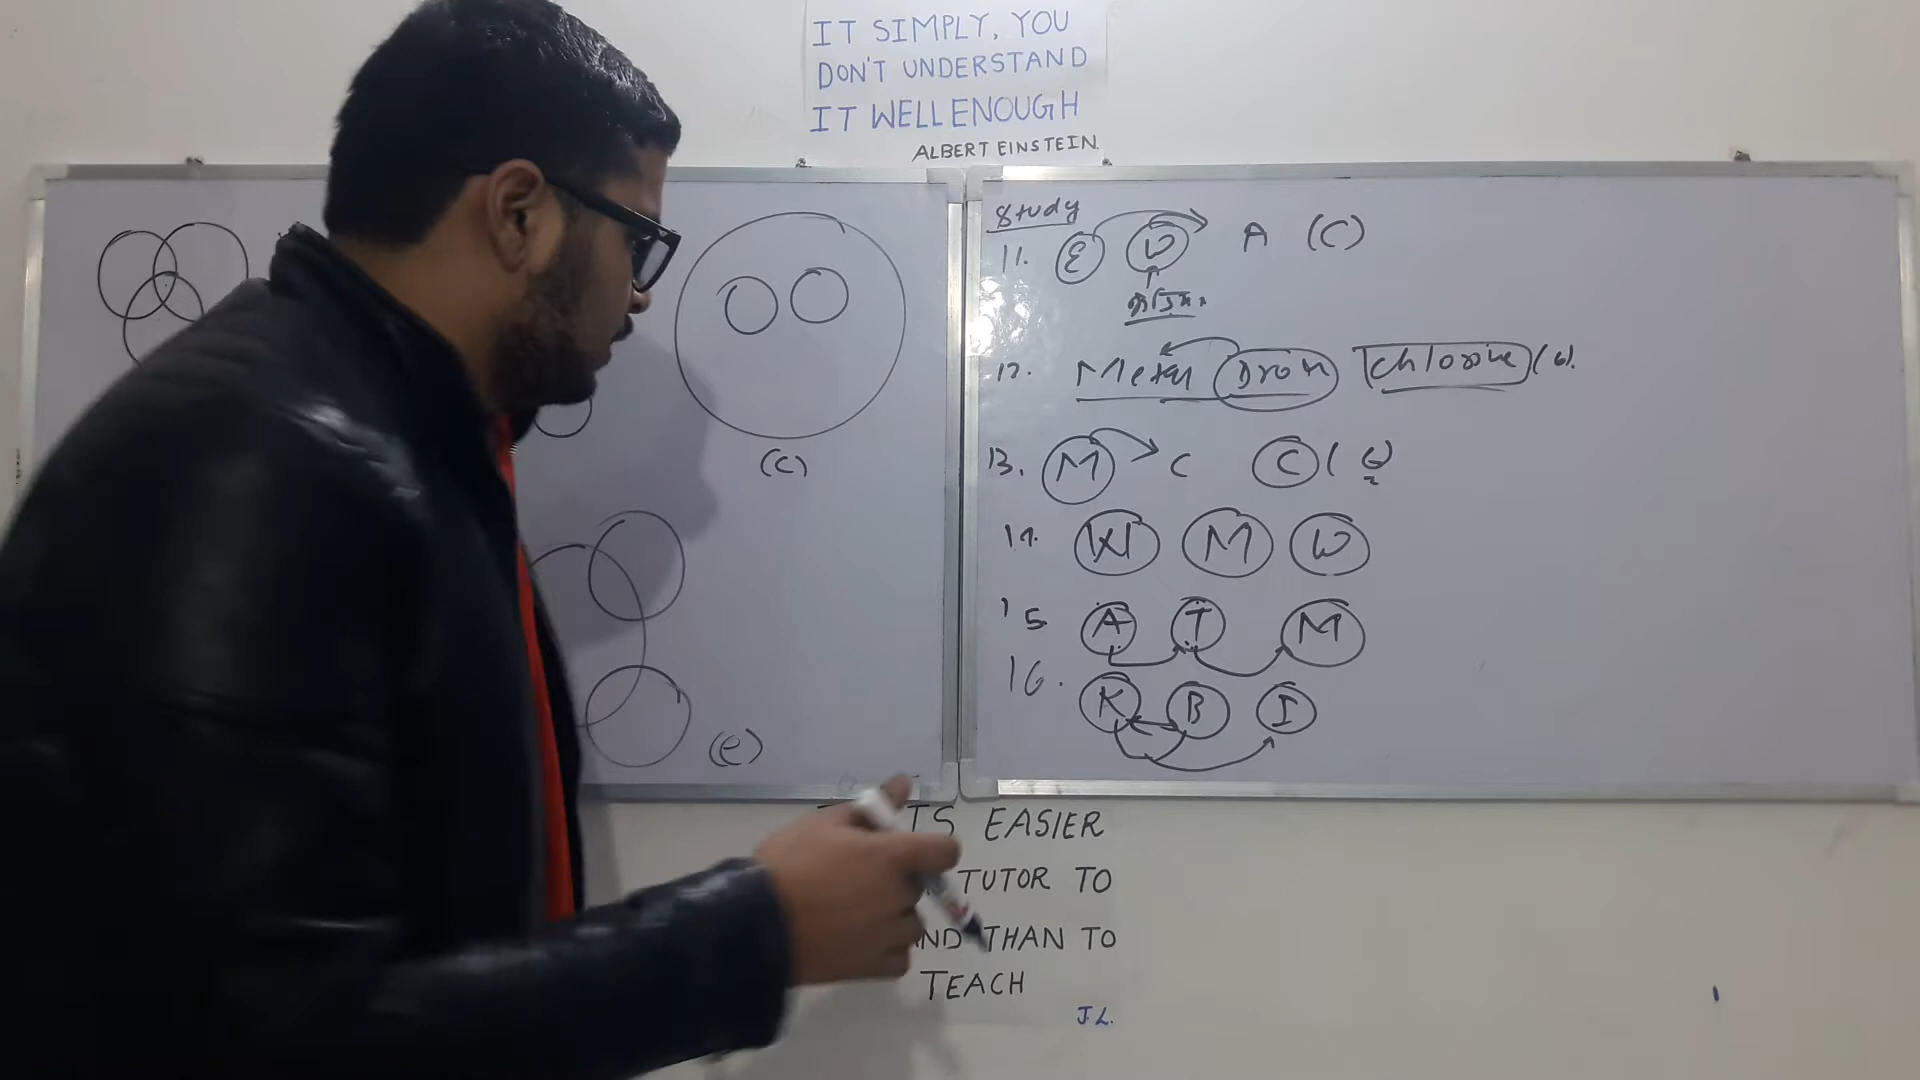 IT SIMPLY, YOU
DON'T UNDERSTAND
IT WELL ENOUGH
ALBERT EINSTEIN.
(C)
(e)
Study
11. E D A (C)
12. Metal Iron Chlorine
13. M C C
14. W M W
15 A T M
16. K B I
ITS EASIER
TUTOR TO
THAN TO
TEACH
J.L.